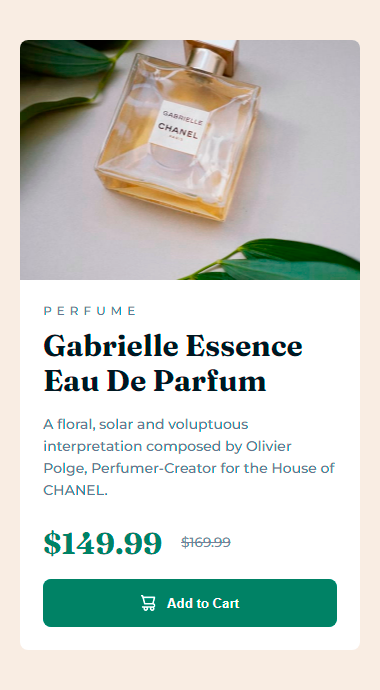 GABRIELLE
CHANEL
PARIS
PERFUME
Gabrielle Essence
Eau De Parfum
A floral, solar and voluptuous
interpretation composed by Olivier
Polge, Perfumer-Creator for the House of
CHANEL.
$149.99 $169.99
Add to Cart